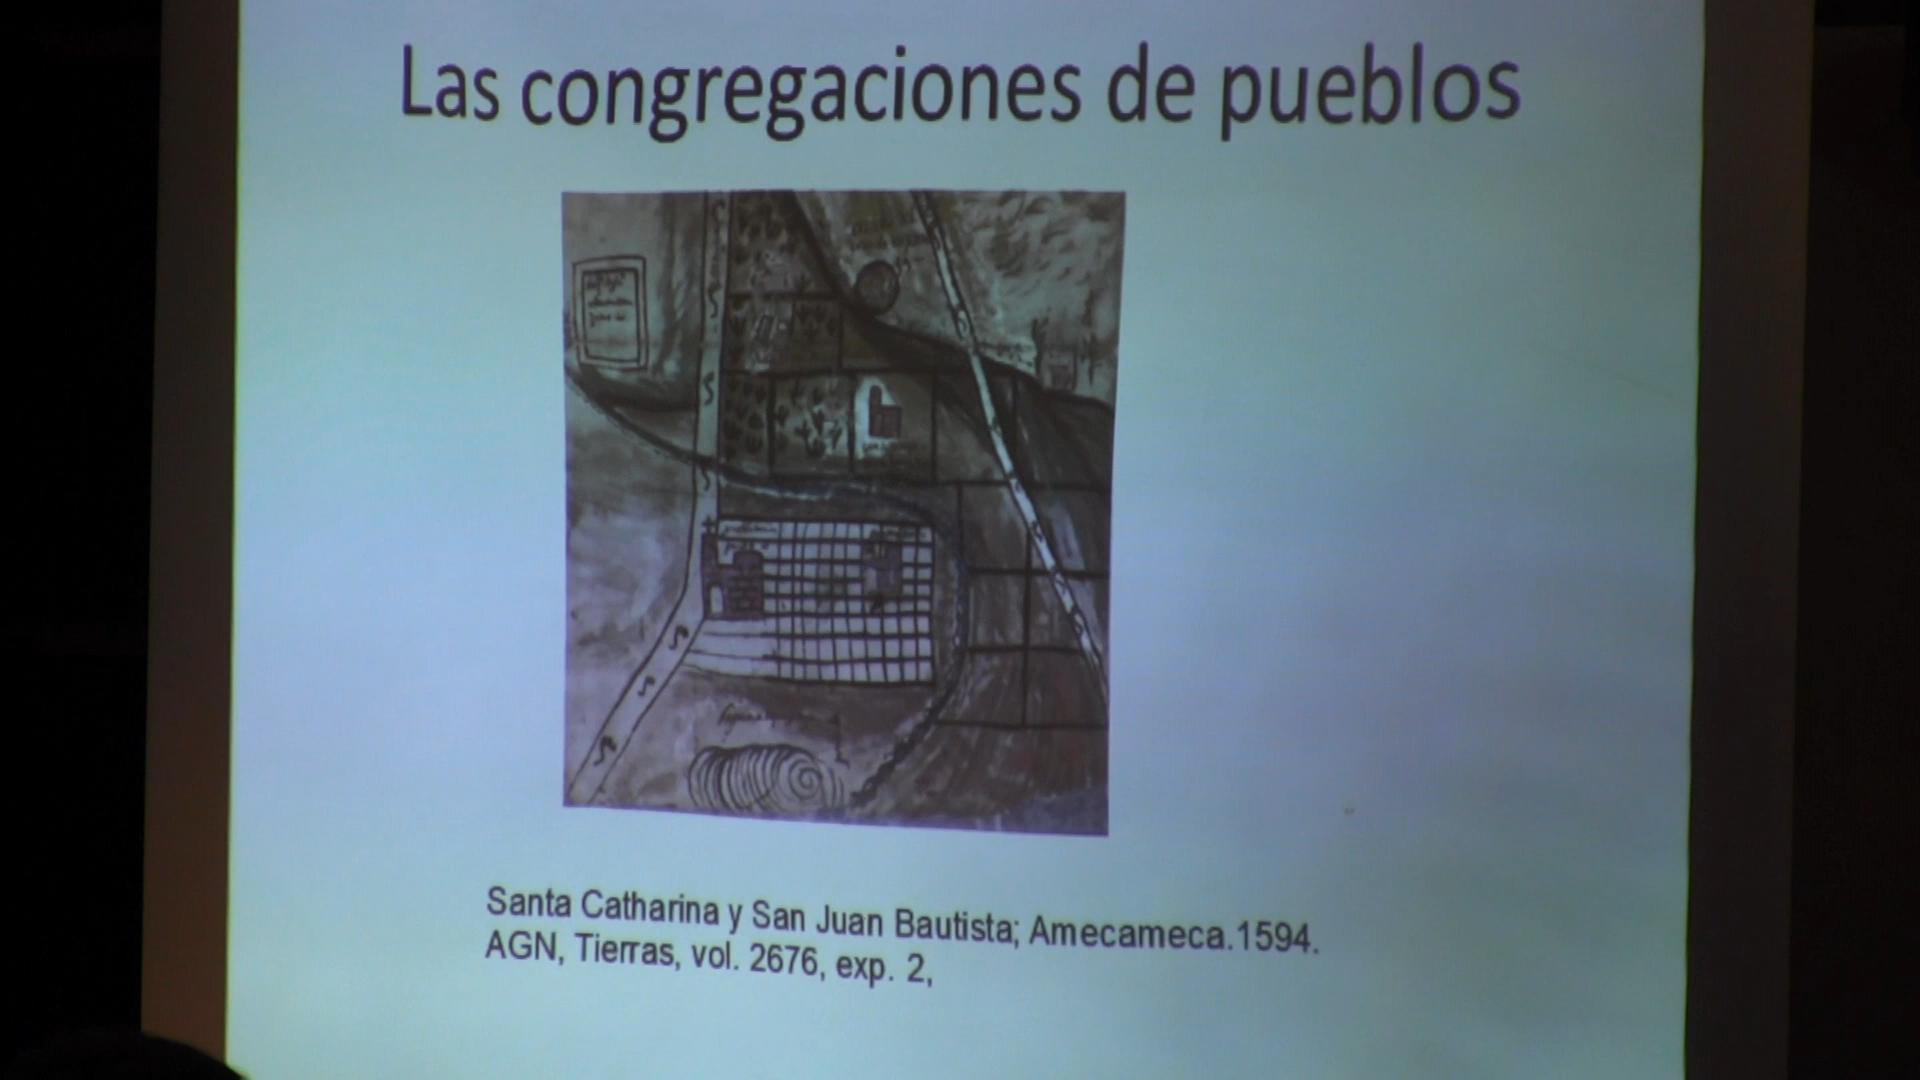 Las congregaciones de pueblos
Santa Catharina y San Juan Bautista; Amecameca.1594.
AGN, Tierras, vol. 2676, exp. 2,